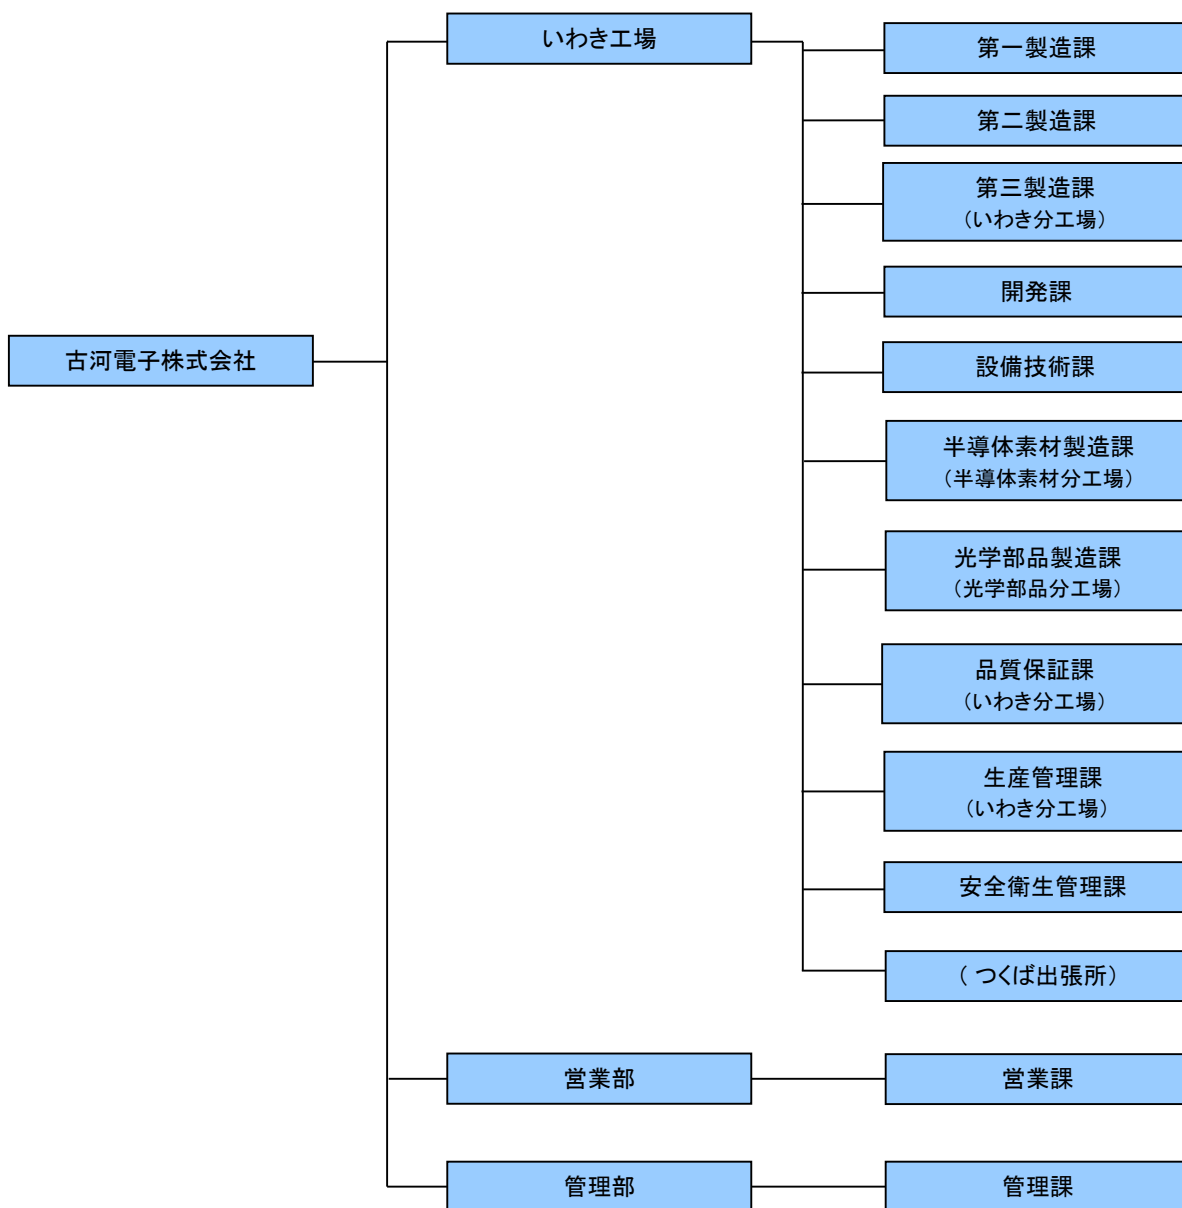 いわき工場
第一製造課
第二製造課
第三製造課
（いわき分工場）
開発課
古河電子株式会社
設備技術課
半導体素材製造課
（半導体素材分工場）
光学部品製造課
（光学部品分工場）
品質保証課
（いわき分工場）
生産管理課
（いわき分工場）
安全衛生管理課
（ つくば出張所）
営業部
営業課
管理部
管理課